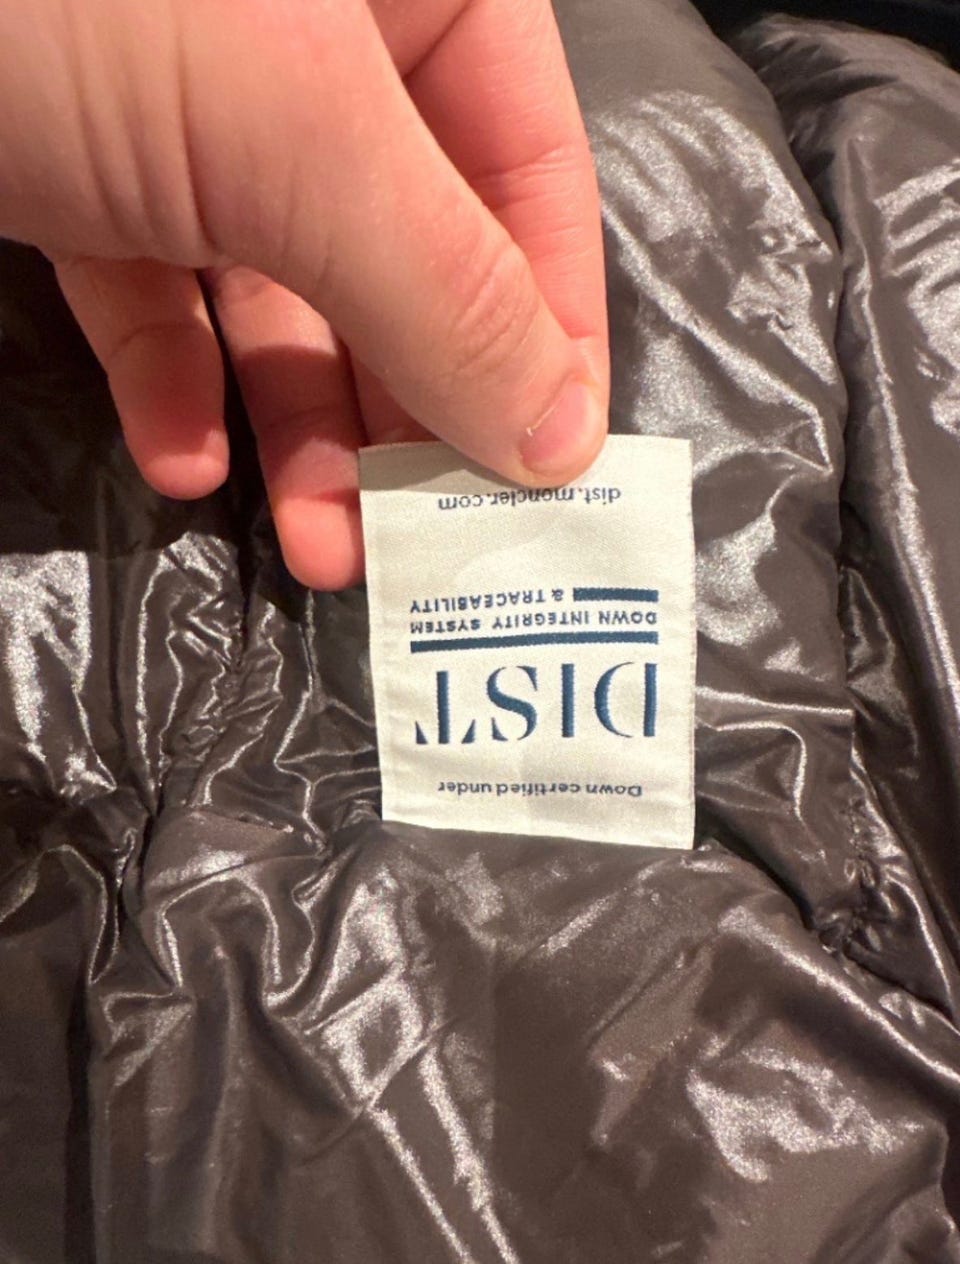 Down certified under
DIST
DOWN INTEGRITY SYSTEM
& TRACEABILITY
dist.moncler.com